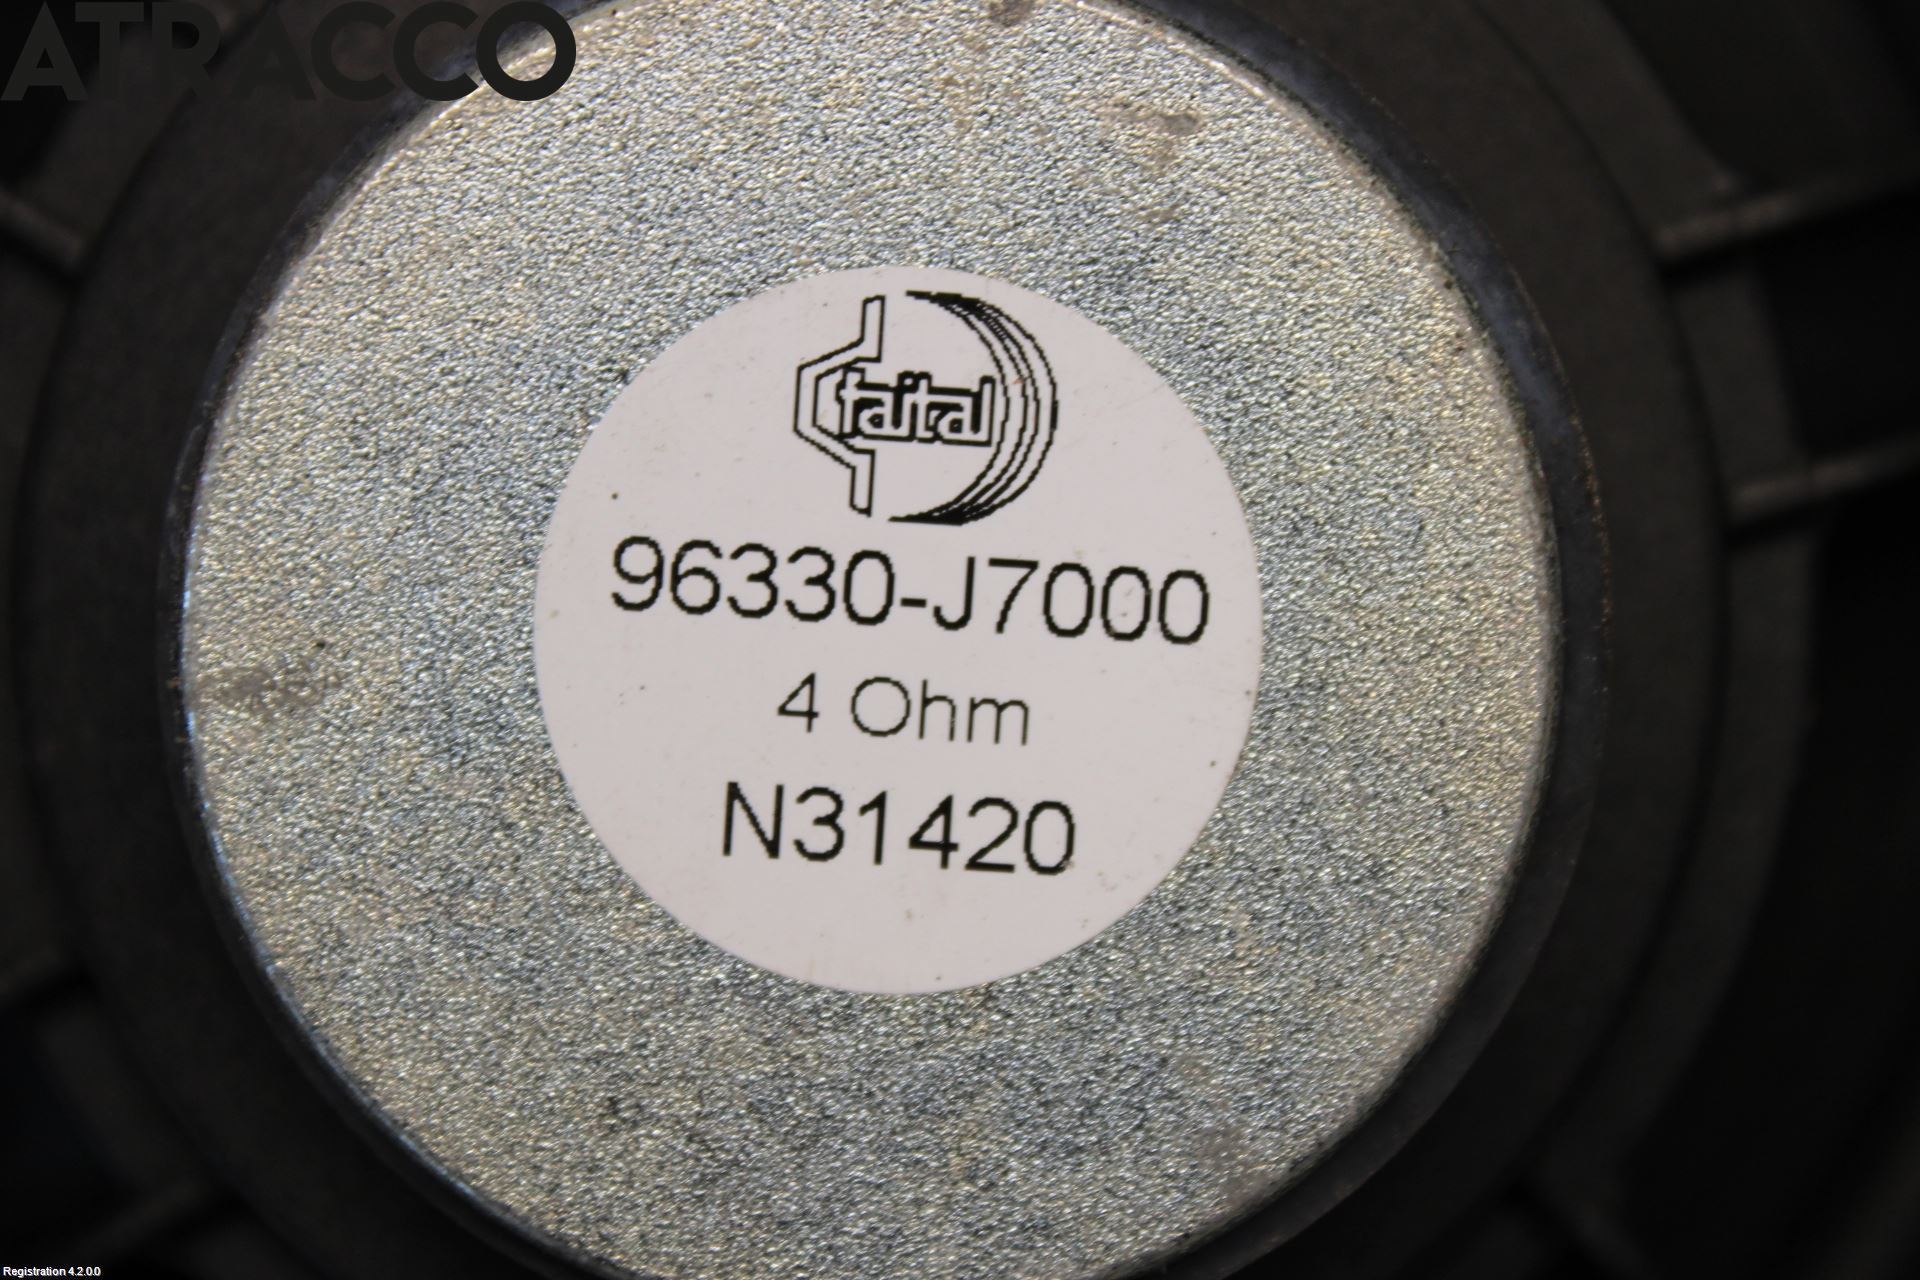 ATRACCO
faital
96330-J7000
4 Ohm
N31420
Registration 4.2.0.0